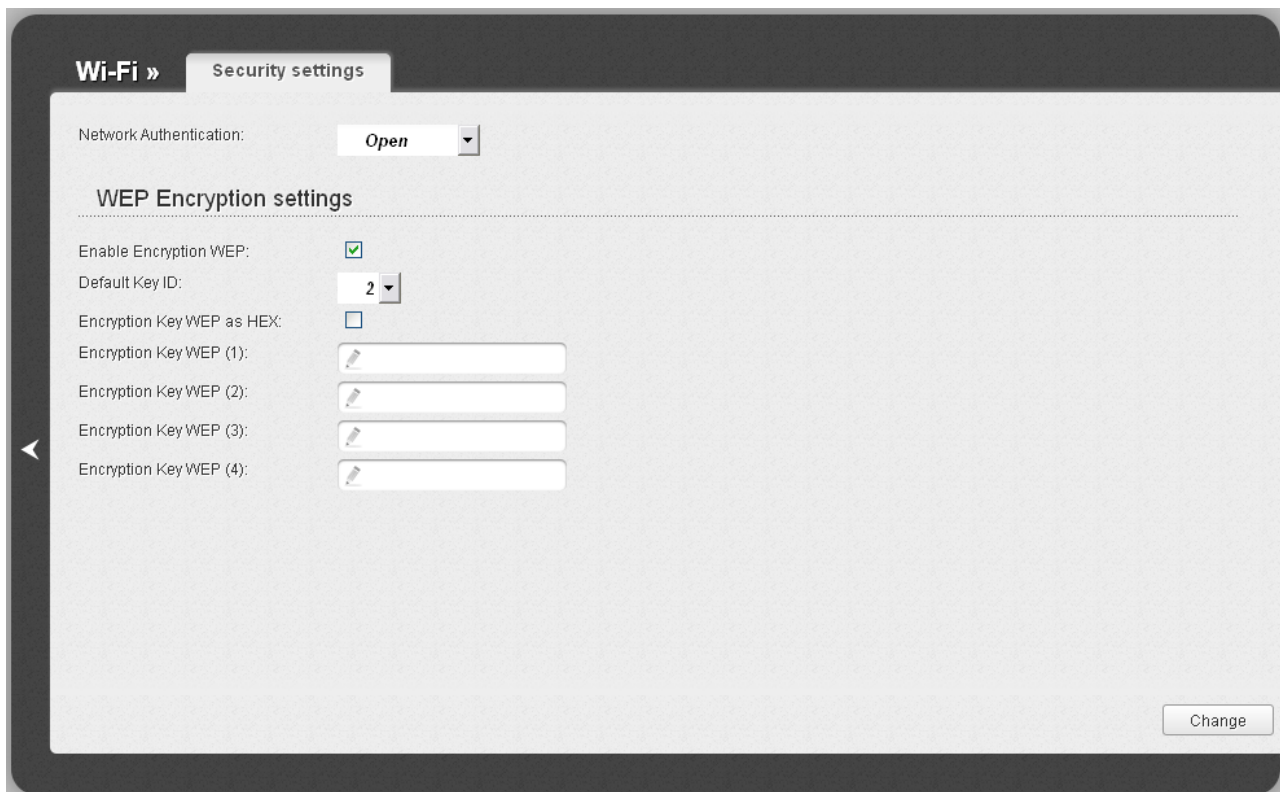 Wi-Fi » Security settings
Network Authentication: Open
WEP Encryption settings
Enable Encryption WEP:
Default Key ID: 2
Encryption Key WEP as HEX:
Encryption Key WEP (1):
Encryption Key WEP (2):
Encryption Key WEP (3):
Encryption Key WEP (4):
Change